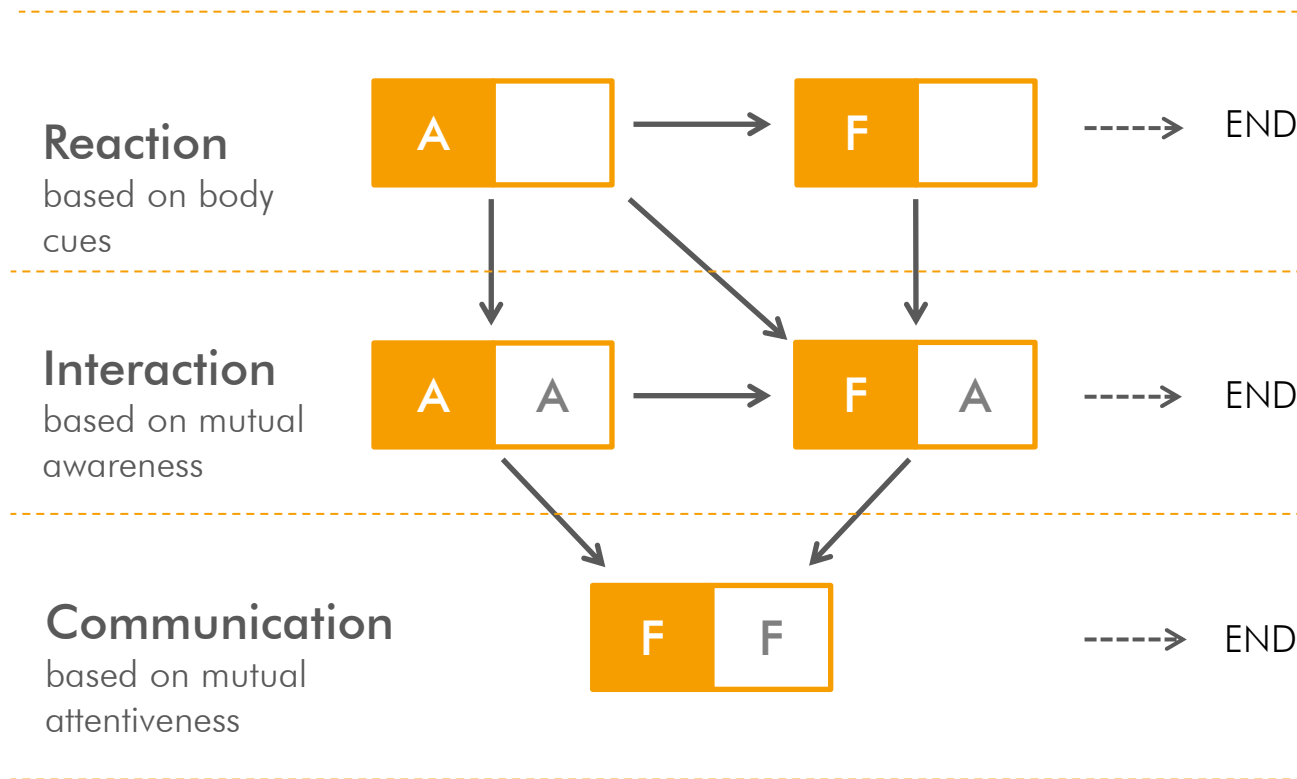 A
F
END
Reaction
based on body
cues
A A
F A
END
Interaction
based on mutual
awareness
F F
END
Communication
based on mutual
attentiveness